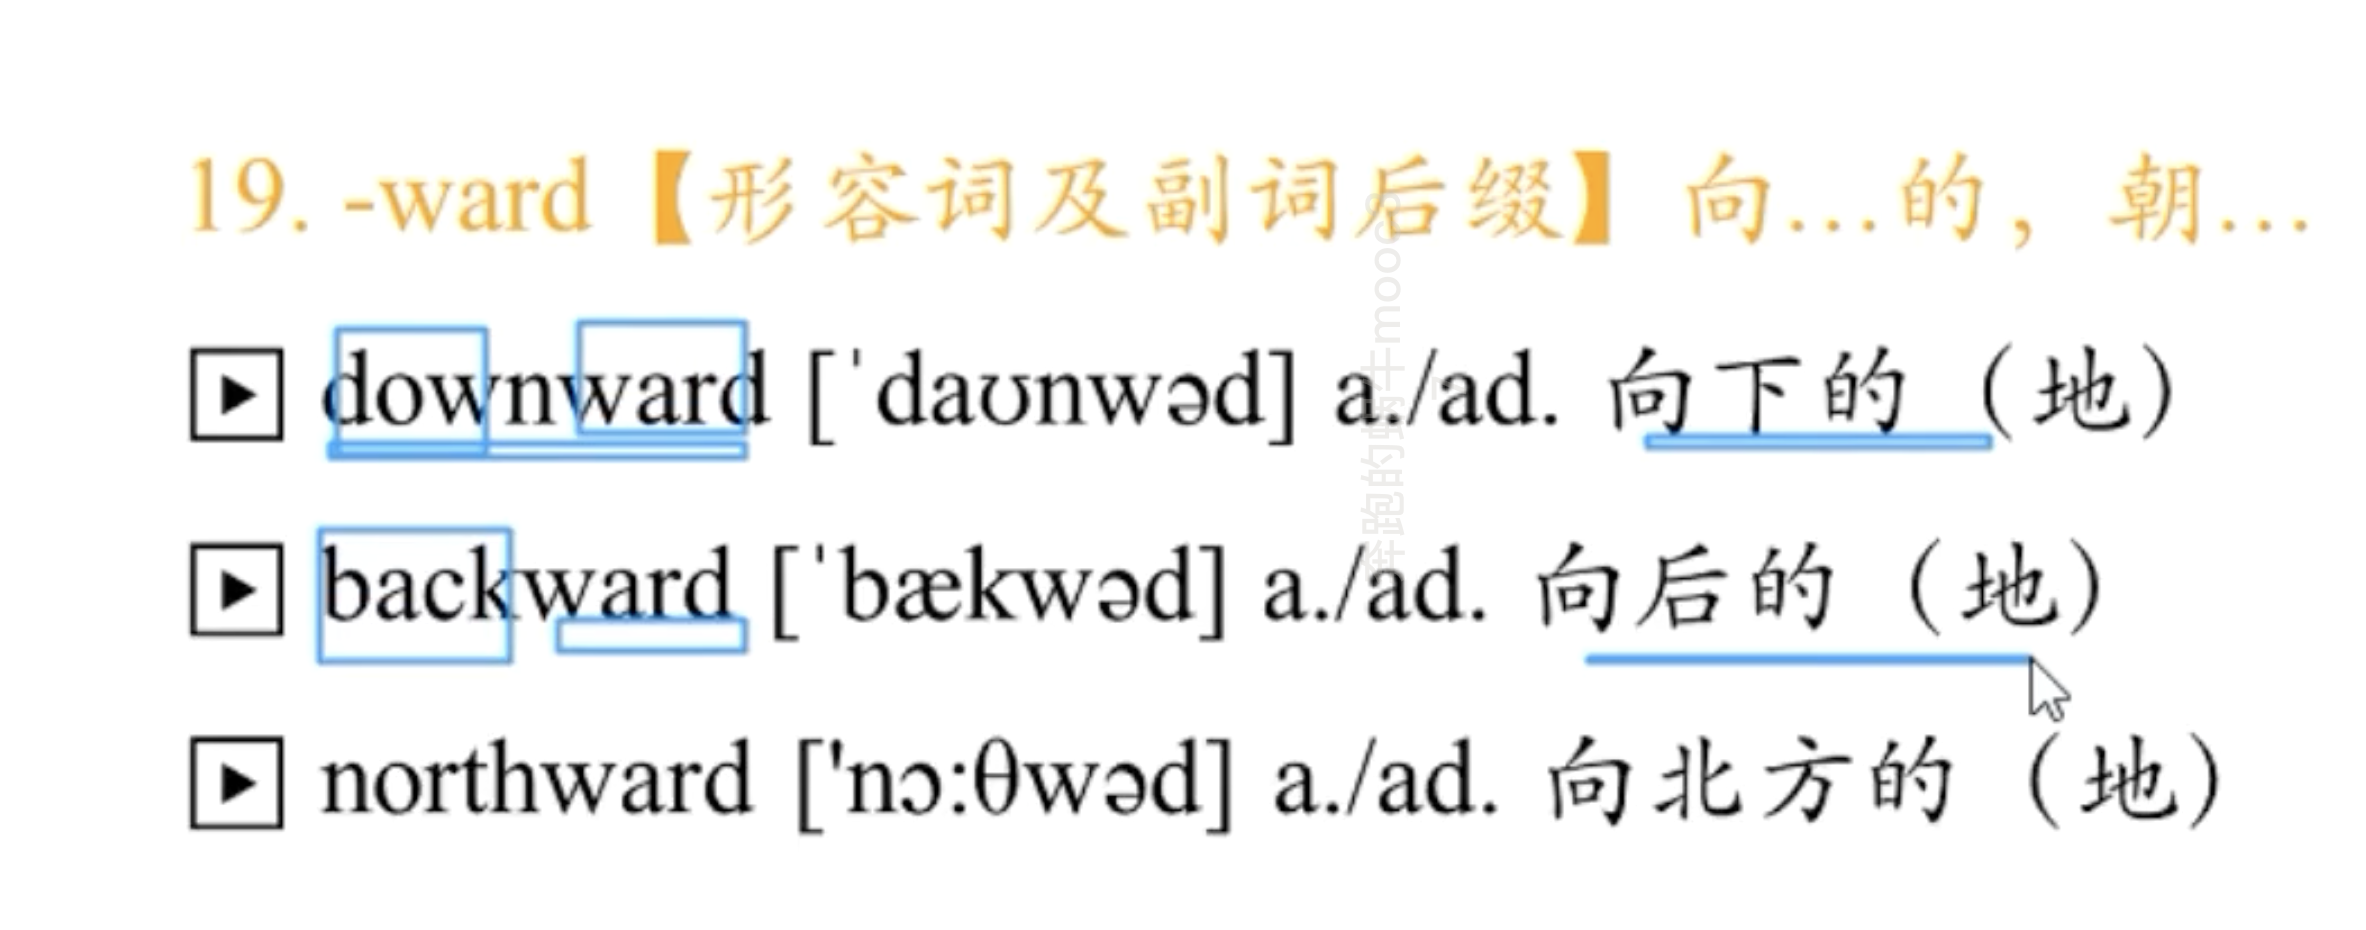 19. -ward【形容词及副词后缀】向…的，朝…
downward [ˈdaʊnwəd] a./ad. 向下的（地）
backward [ˈbækwəd] a./ad. 向后的（地）
northward ['nɔ:θwəd] a./ad. 向北方的（地）